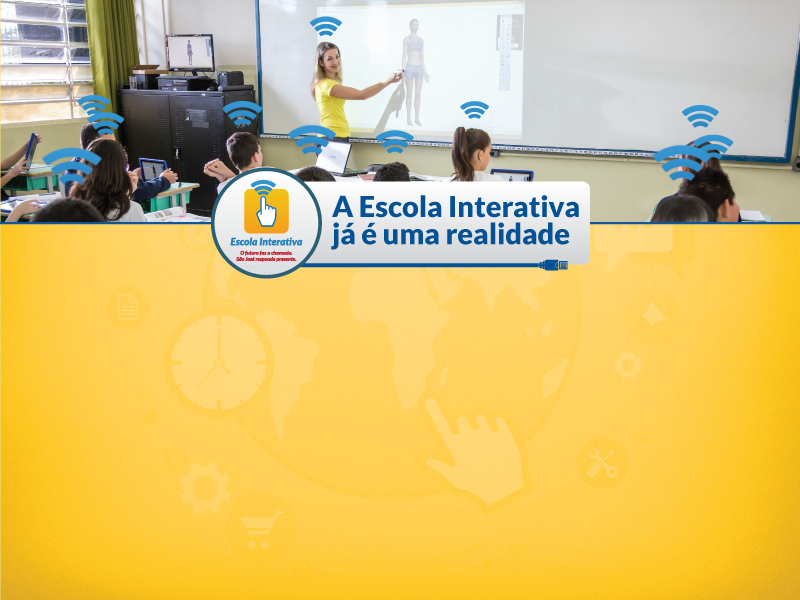 A Escola Interativa
já é uma realidade
Escola Interativa
O futuro faz a chamada.
São José responde presente.